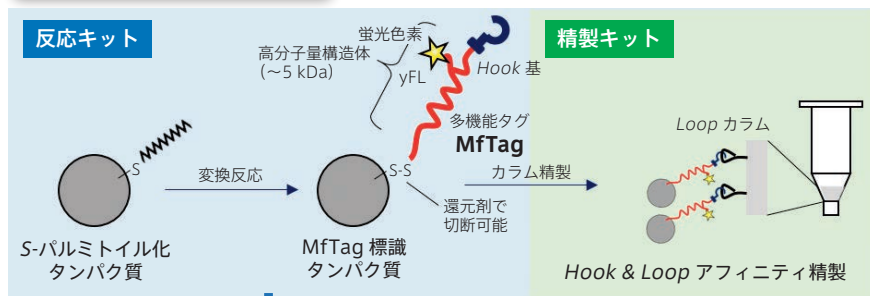 反応キット
精製キット
蛍光色素
高分子量構造体
(~5 kDa)
yFL
Hook 基
多機能タグ
MfTag
Loop カラム
S
変換反応
S-S
カラム精製
還元剤で
切断可能
S-パルミトイル化
タンパク質
MfTag 標識
タンパク質
Hook & Loop アフィニティ精製